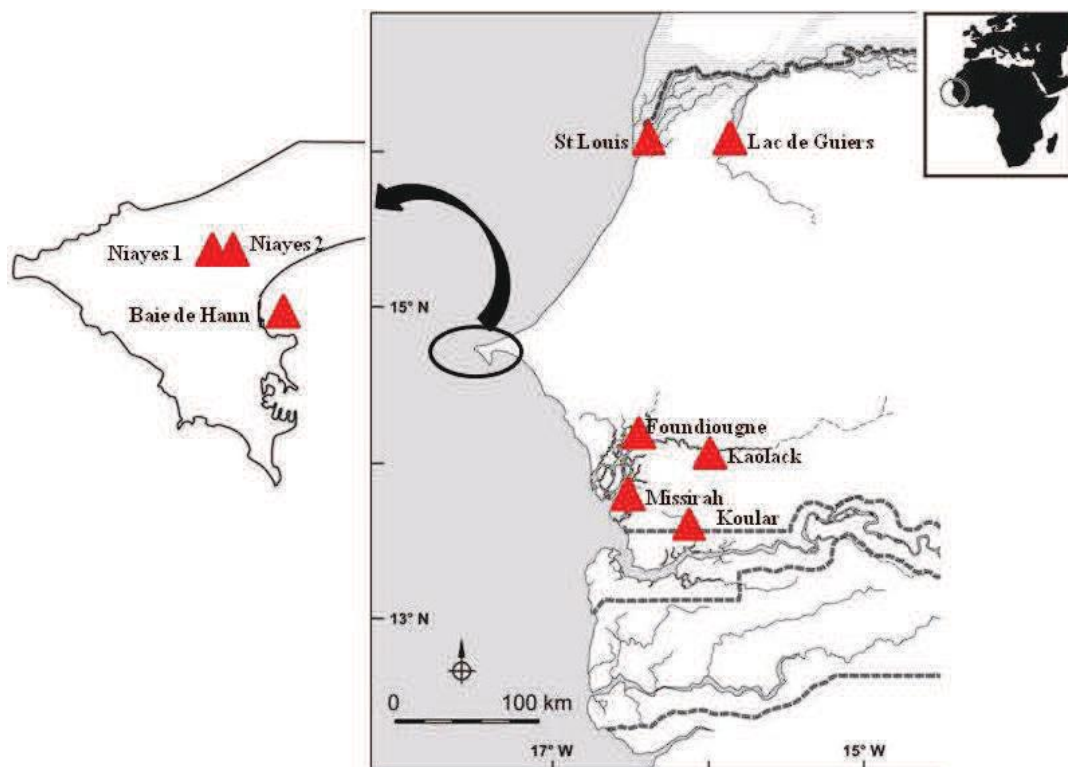 St Louis
Lac de Guiers
Niayes 1
Niayes 2
Baie de Hann
15° N
Foundiougne
Kaolack
Missirah
Koular
13° N
0 100 km
17° W
15° W